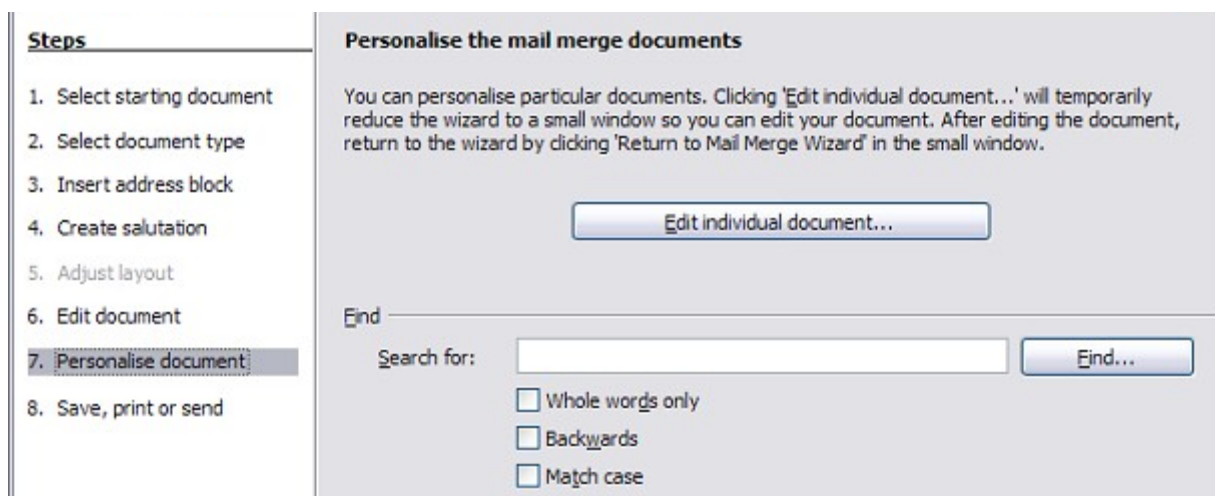 Steps
1. Select starting document
2. Select document type
3. Insert address block
4. Create salutation
5. Adjust layout
6. Edit document
7. Personalise document
8. Save, print or send
Personalise the mail merge documents
You can personalise particular documents. Clicking 'Edit individual document...' will temporarily
reduce the wizard to a small window so you can edit your document. After editing the document,
return to the wizard by clicking 'Return to Mail Merge Wizard' in the small window.
Edit individual document...
Find
Search for:
Find...
Whole words only
Backwards
Match case